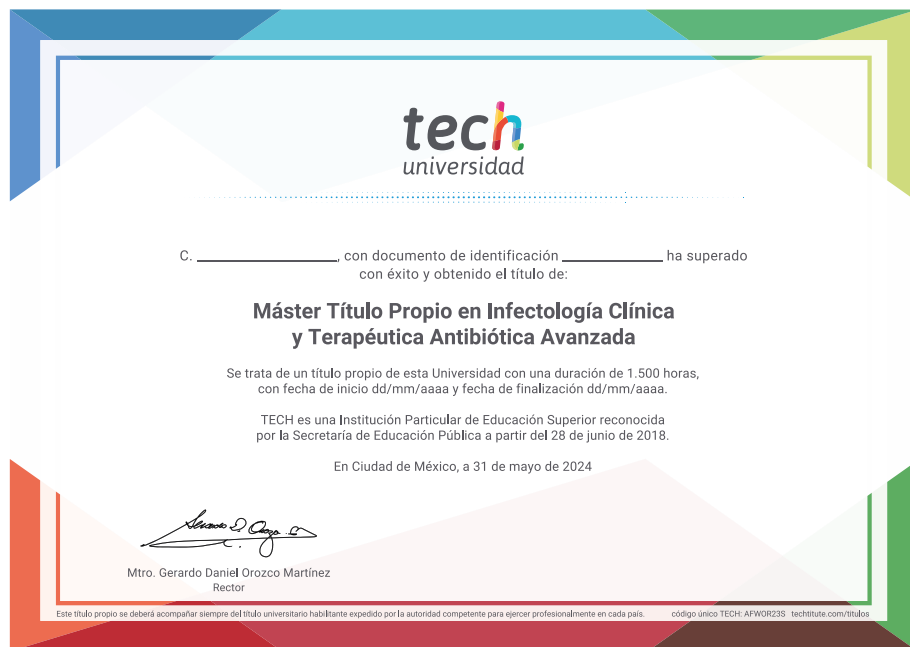 tech
universidad
C. ____________________, con documento de identificación ______________ ha superado
con éxito y obtenido el título de:
Máster Título Propio en Infectología Clínica
y Terapéutica Antibiótica Avanzada
Se trata de un título propio de esta Universidad con una duración de 1.500 horas,
con fecha de inicio dd/mm/aaaa y fecha de finalización dd/mm/aaaa.
TECH es una Institución Particular de Educación Superior reconocida
por la Secretaría de Educación Pública a partir del 28 de junio de 2018.
En Ciudad de México, a 31 de mayo de 2024
Mtro. Gerardo Daniel Orozco Martínez
Rector
Este título propio se deberá acompañar siempre del título universitario habilitante expedido por la autoridad competente para ejercer profesionalmente en cada país. código único TECH: AFWOR23S techtitute.com/titulos